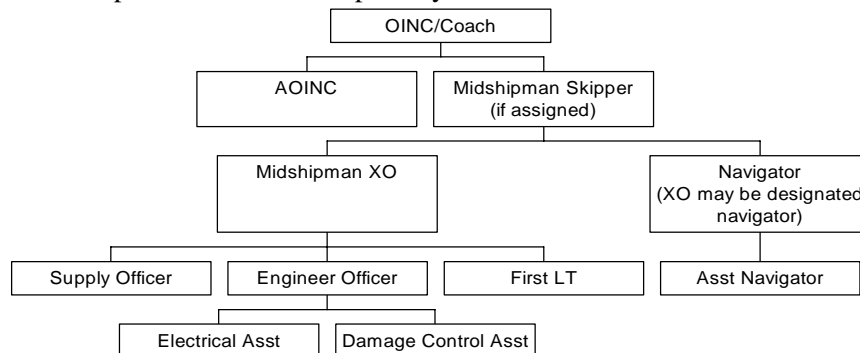 OINC/Coach
AOINC
Midshipman Skipper
(if assigned)
Midshipman XO
Navigator
(XO may be designated
navigator)
Supply Officer
Engineer Officer
First LT
Asst Navigator
Electrical Asst
Damage Control Asst